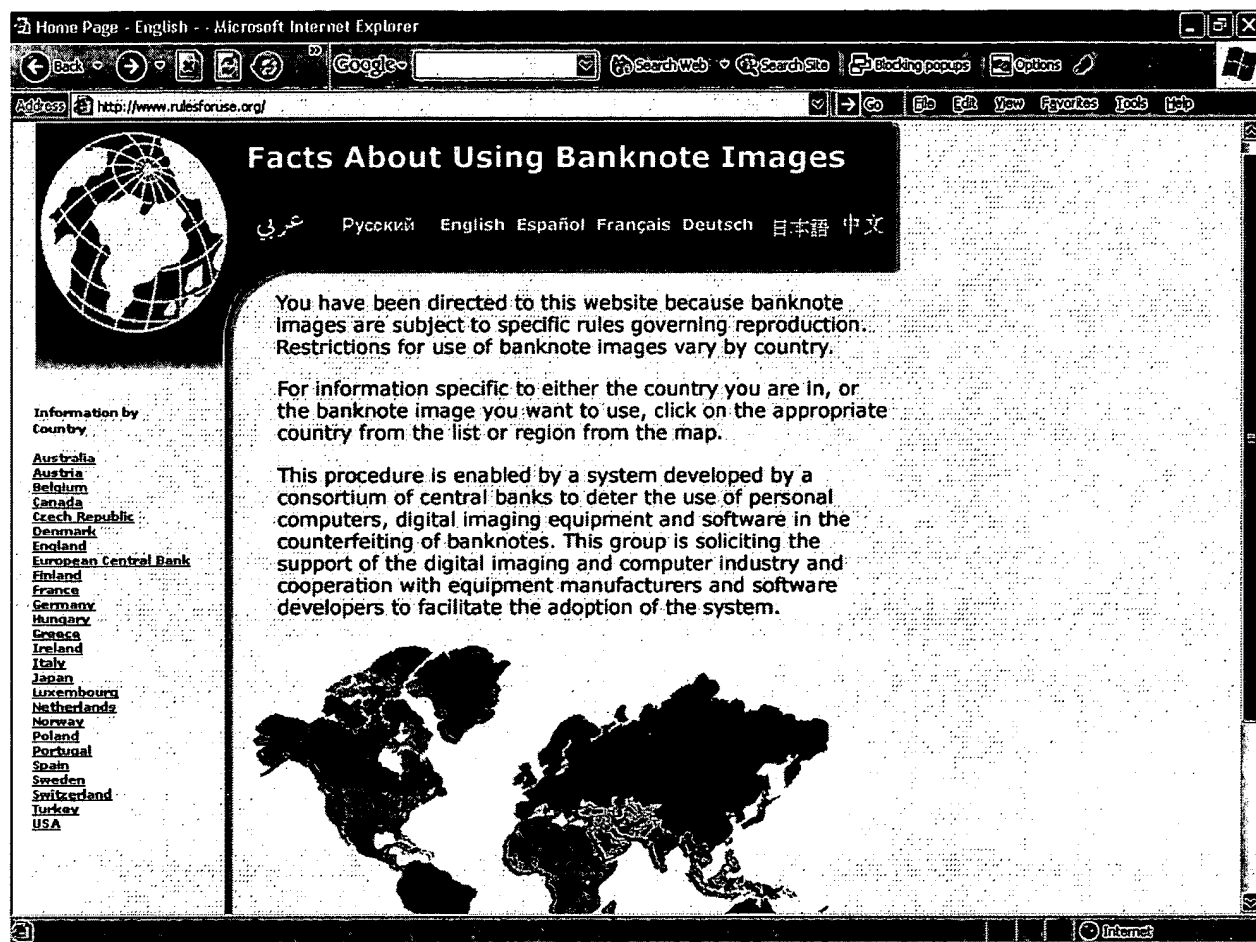 Home Page - English - - Microsoft Internet Explorer
Back Google Search Web Search Site Blocking popups Options
Address http://www.rulesforuse.org/ Go File Edit View Favorites Tools Help
Facts About Using Banknote Images
عربي Русский English Español Français Deutsch 日本語 中文
You have been directed to this website because banknote
images are subject to specific rules governing reproduction.
Restrictions for use of banknote images vary by country.
For information specific to either the country you are in, or
the banknote image you want to use, click on the appropriate
country from the list or region from the map.
This procedure is enabled by a system developed by a
consortium of central banks to deter the use of personal
computers, digital imaging equipment and software in the
counterfeiting of banknotes. This group is soliciting the
support of the digital imaging and computer industry and
cooperation with equipment manufacturers and software
developers to facilitate the adoption of the system.
Information by
Country
Australia
Austria
Belgium
Canada
Czech Republic
Denmark
England
European Central Bank
Finland
France
Germany
Hungary
Greece
Ireland
Italy
Japan
Luxembourg
Netherlands
Norway
Poland
Portugal
Spain
Sweden
Switzerland
Turkey
USA
Internet